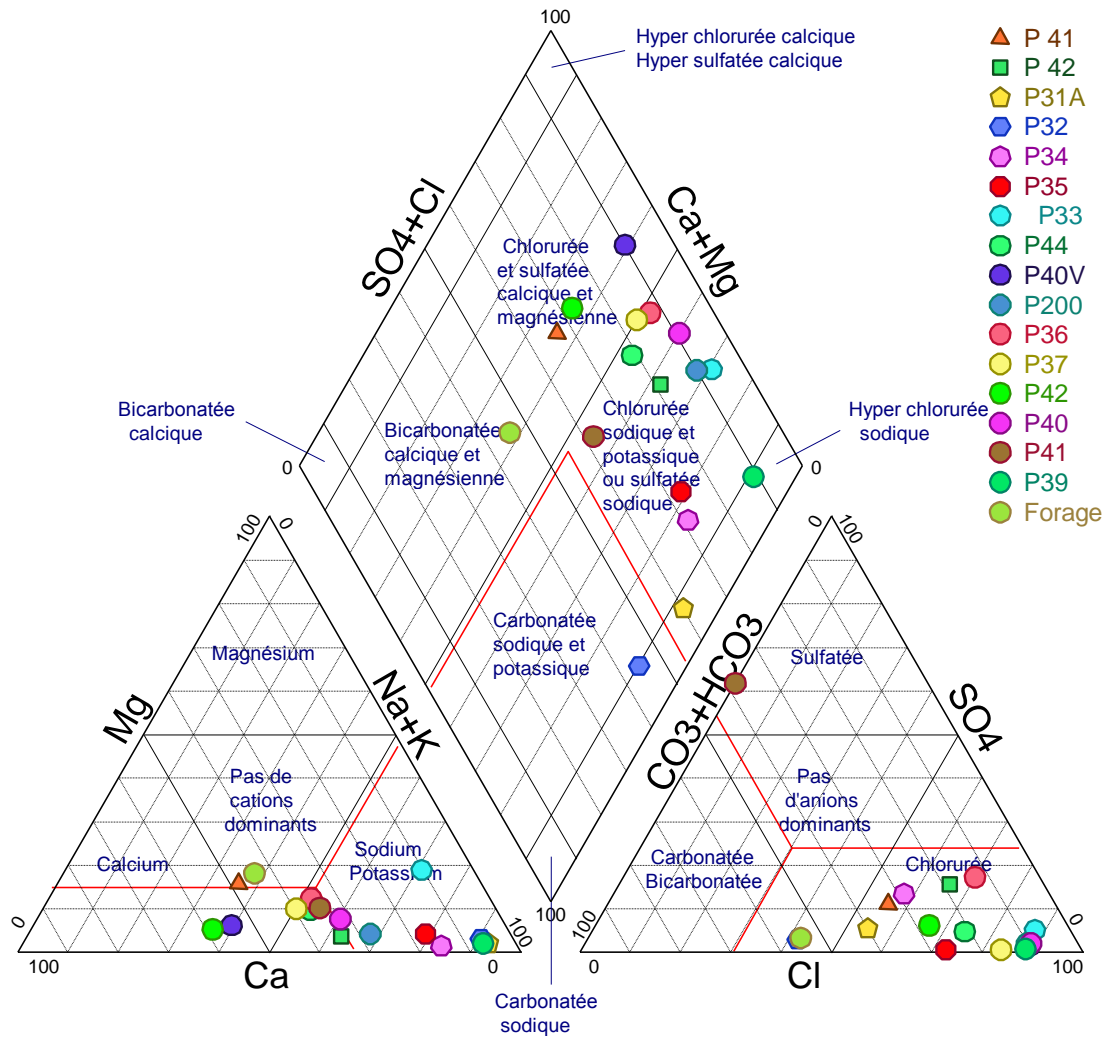 100
Hyper chlorurée calcique
Hyper sulfatée calcique
SO4+Cl
Ca+Mg
Chlorurée
et sulfatée
calcique et
magnésienne
Bicarbonatée
calcique
Bicarbonatée
calcique et
magnésienne
Chlorurée
sodique et
potassique
ou sulfatée
sodique
Hyper chlorurée
sodique
0
0
Carbonatée
sodique et
potassique
100
Carbonatée
sodique
P 41
P 42
P31A
P32
P34
P35
P33
P44
P40V
P200
P36
P37
P42
P40
P41
P39
Forage
100
0
Mg
Na+K
Magnésium
Pas de
cations
dominants
Calcium
Sodium
Potassium
0
100
100
Ca
0
0
100
CO3+HCO3
SO4
Sulfatée
Pas
d'anions
dominants
Carbonatée
Bicarbonatée
Chlorurée
100
0
0
Cl
100